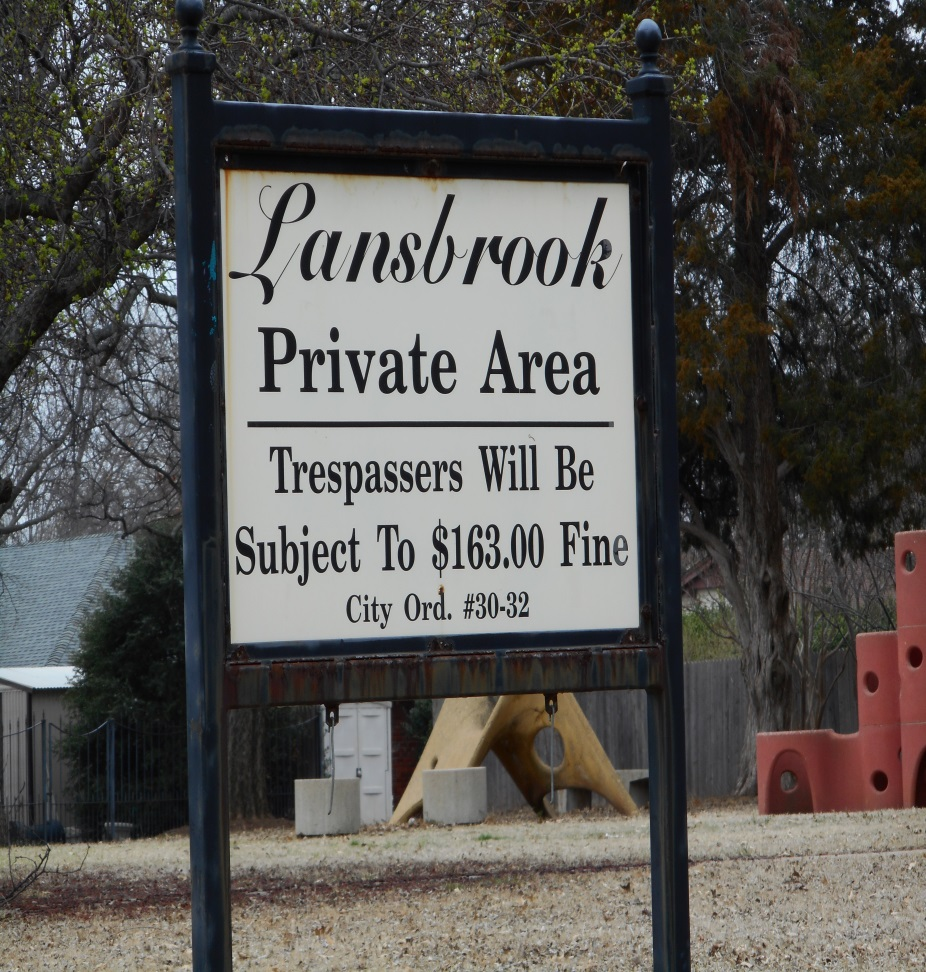 Lansbrook
Private Area
Trespassers Will Be
Subject To $163.00 Fine
City Ord. #30-32